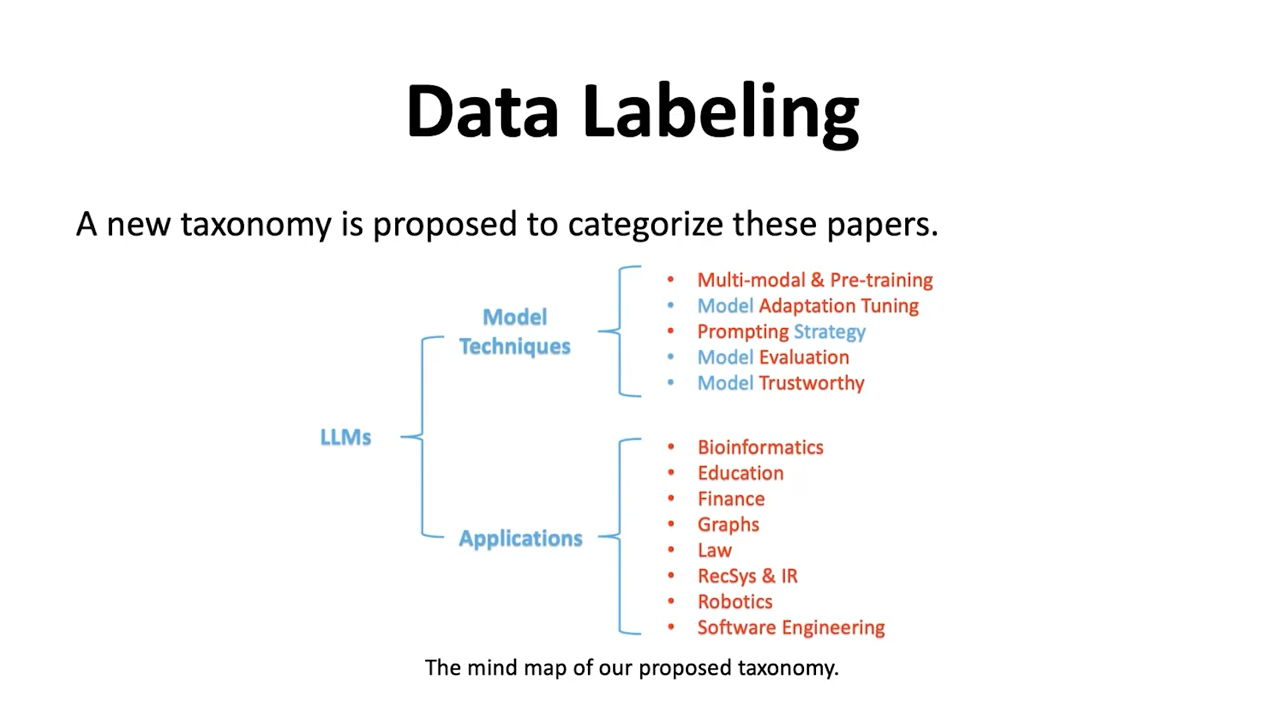 Data Labeling
A new taxonomy is proposed to categorize these papers.
LLMs
Model
Techniques
• Multi-modal & Pre-training
• Model Adaptation Tuning
• Prompting Strategy
• Model Evaluation
• Model Trustworthy
Applications
• Bioinformatics
• Education
• Finance
• Graphs
• Law
• RecSys & IR
• Robotics
• Software Engineering
The mind map of our proposed taxonomy.